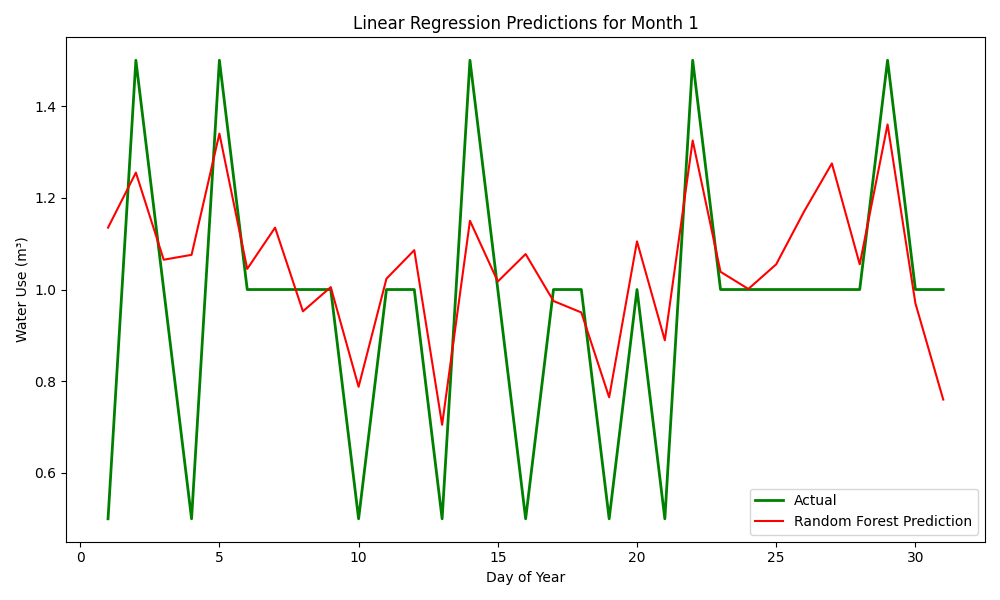 Linear Regression Predictions for Month 1
Water Use (m³)
1.4
1.2
1.0
0.8
0.6
0
5
10
15
20
25
30
Day of Year
Actual
Random Forest Prediction